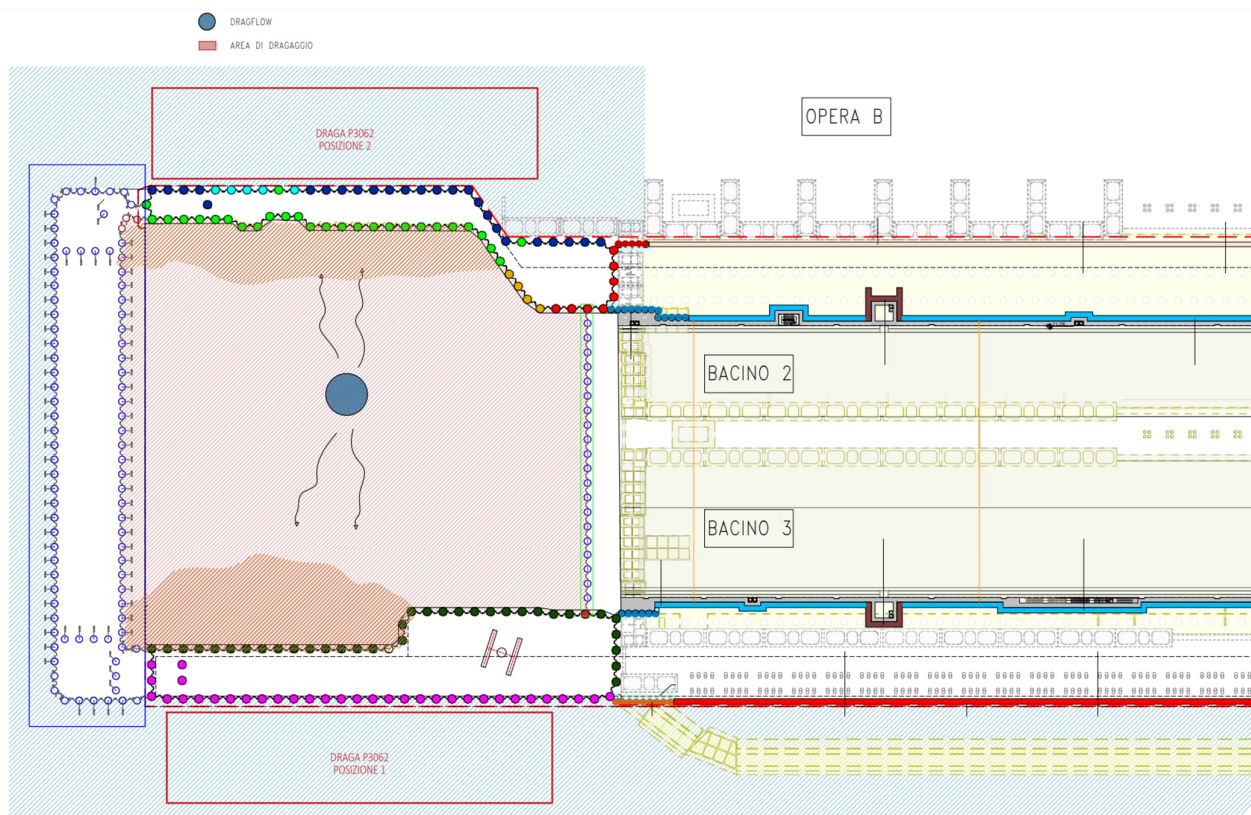 DRAGFLOW
AREA DI DRAGAGGIO
DRAGA P3062
POSIZIONE 2
OPERA B
BACINO 2
BACINO 3
DRAGA P3062
POSIZIONE 1